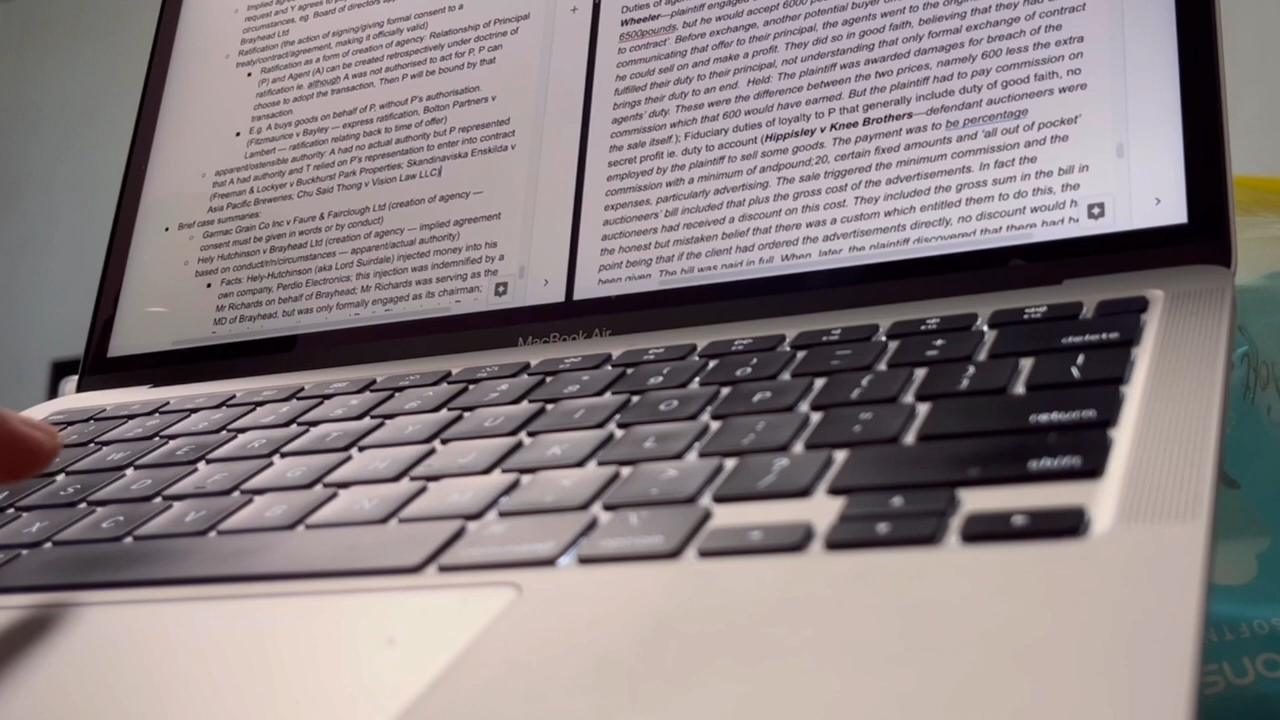 Implied
request and Y agrees to
circumstances, eg. Board of directors
Brayhead Ltd
Ratification (the action of signing/giving formal consent to a
treaty/contract/agreement, making it officially valid)
Ratification as a form of creation of agency: Relationship of Principal
(P) and Agent (A) can be created retrospectively under doctrine of
ratification ie. although A was not authorised to act for P, P can
choose to adopt the transaction, Then P will be bound by that
transaction.
E.g. A buys goods on behalf of P, without P's authorisation.
(Fitzmaurice v Bayley — express ratification, Bolton Partners v
Lambert — ratification relating back to time of offer)
apparent/ostensible authority: A had no actual authority but P represented
that A had authority and T relied on P's representation to enter into contract
(Freeman & Lockyer v Buckhurst Park Properties; Skandinaviska Enskilda v
Asia Pacific Breweries; Chu Said Thong v Vision Law LLC)
Brief case summaries:
Garmac Grain Co Inc v Faure & Fairclough Ltd (creation of agency —
consent must be given in words or by conduct)
Hely Hutchinson v Brayhead Ltd (creation of agency — implied agreement
based on conduct/r/n/circumstances — apparent/actual authority)
Facts: Hely-Hutchinson (aka Lord Suirdale) injected money into his
own company, Perdio Electronics; this injection was indemnified by a
Mr Richards on behalf of Brayhead; Mr Richards was serving as the
MD of Brayhead, but was only formally engaged as its chairman;
Duties of
Wheeler—plaintiff engaged
6500pounds, but he would accept 6000
to contract'. Before exchange, another potential buyer
communicating that offer to their principal, the agents went to the
he could sell on and make a profit. They did so in good faith, believing that they had
fulfilled their duty to their principal, not understanding that only formal exchange of contract
brings their duty to an end. Held: The plaintiff was awarded damages for breach of the
agents' duty. These were the difference between the two prices, namely 600 less the extra
commission which that 600 would have earned. But the plaintiff had to pay commission on
the sale itself.); Fiduciary duties of loyalty to P that generally include duty of good faith, no
secret profit ie. duty to account (Hippisley v Knee Brothers—defendant auctioneers were
employed by the plaintiff to sell some goods. The payment was to be percentage
commission with a minimum of andpound;20, certain fixed amounts and 'all out of pocket'
expenses, particularly advertising. The sale triggered the minimum commission and the
auctioneers' bill included that plus the gross cost of the advertisements. In fact the
auctioneers had received a discount on this cost. They included the gross sum in the bill in
the honest but mistaken belief that there was a custom which entitled them to do this, the
point being that if the client had ordered the advertisements directly, no discount would
been given. The bill was paid in full. When, later, the plaintiff discovered that there had
MacBook Air
delete
return
shift
option
W E R T Y U I O P
S D F G H J K L
X C V B N M